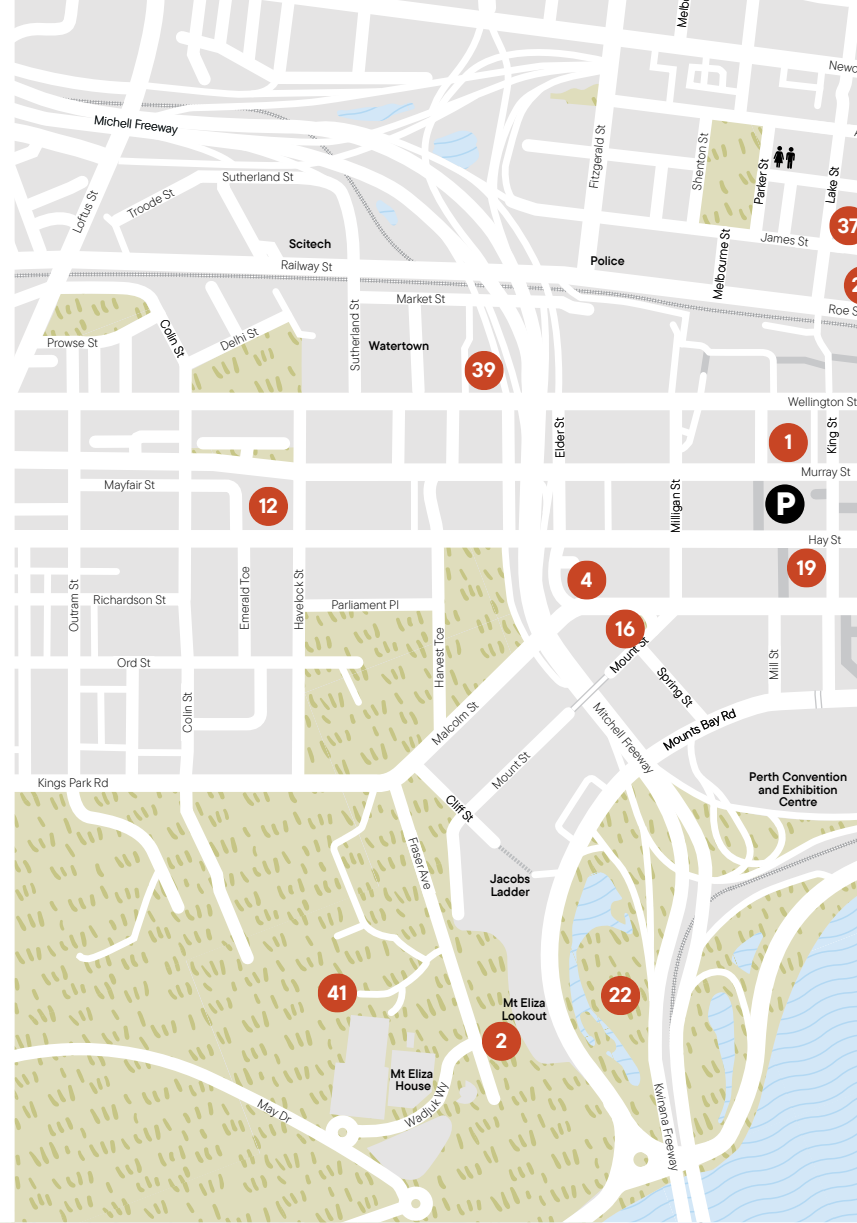 Newc
Michell Freeway
Fitzgerald St
Shenton St
Parker St
Lake St
Sutherland St
Troode St
Loftus St
37
James St
Scitech
Railway St
Police
Melbourne St
Market St
Roe S
Sutherland St
Colin St
Delhi St
Prowse St
Watertown
39
Wellington St
Elder St
1
King St
Murray St
Mayfair St
12
Milligan St
P
Hay St
4
19
Outram St
Richardson St
Emerald Tce
Havelock St
Parliament Pl
16
Mount St
Harvest Tce
Ord St
Spring St
Mill St
Colin St
Malcolm St
Mitchell Freeway
Mounts Bay Rd
Mount St
Kings Park Rd
Perth Convention
and Exhibition
Centre
Cliff St
Fraser Ave
Jacobs
Ladder
41
22
Mt Eliza
Lookout
2
Mt Eliza
House
Wadjuk Wy
May Dr
Kwinana Freeway